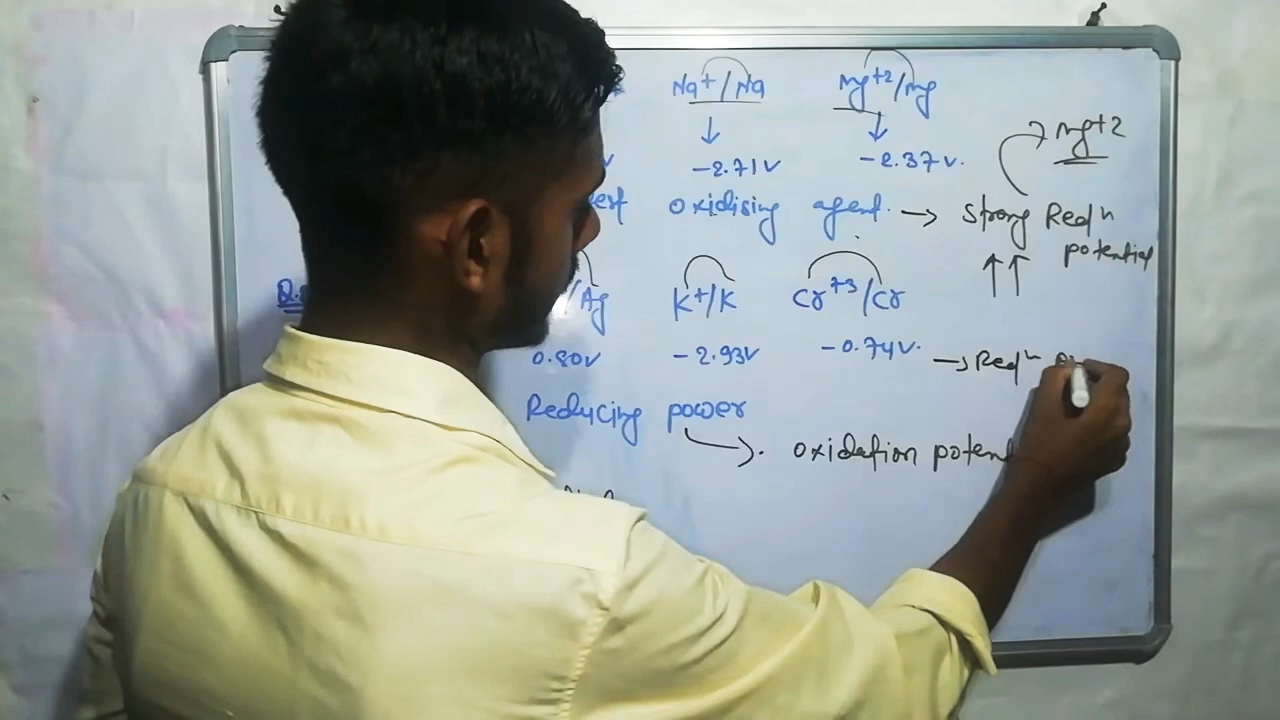 Na⁺/Na Mg⁺²/Mg
→ Mg+2
-2.71V -2.37V.
oxidising agent. → strong Redⁿ
potential
↑↑
/Ag K⁺/K Cr⁺³/Cr
0.80V -2.93V -0.74V. → Redⁿ
Reducing power
→. oxidation poten